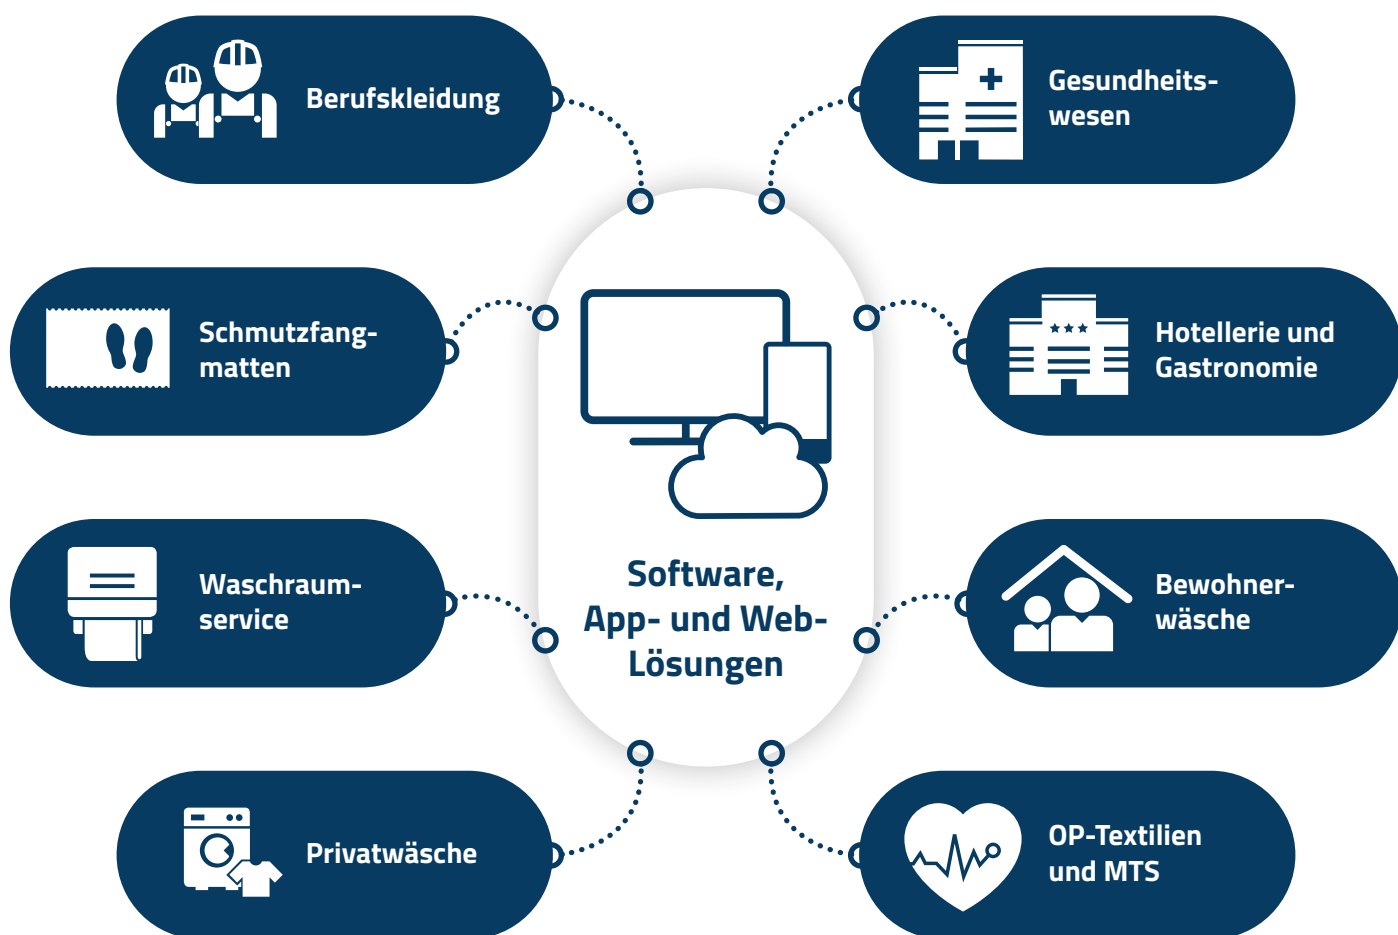 Berufskleidung
Gesundheits-
wesen
Schmutzfang-
matten
Hotellerie und
Gastronomie
Software,
App- und Web-
Lösungen
Waschraum-
service
Bewohner-
wäsche
Privatwäsche
OP-Textilien
und MTS